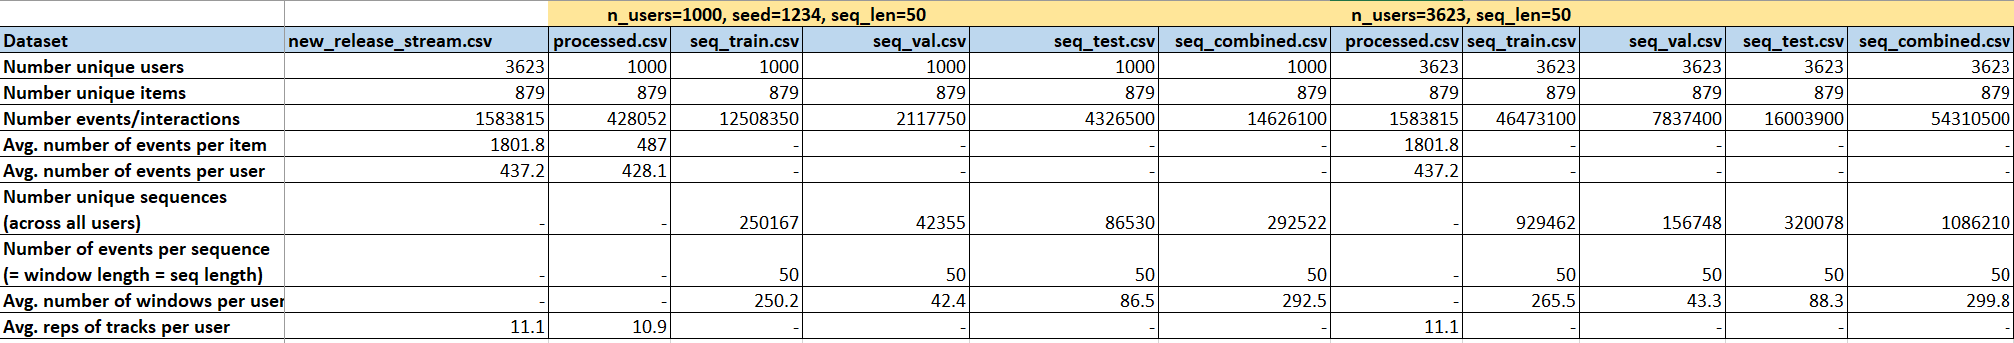 n_users=1000, seed=1234, seq_len=50 n_users=3623, seq_len=50
Dataset new_release_stream.csv processed.csv seq_train.csv seq_val.csv seq_test.csv seq_combined.csv processed.csv seq_train.csv seq_val.csv seq_test.csv seq_combined.csv
Number unique users 3623 1000 1000 1000 1000 1000 3623 3623 3623 3623 3623
Number unique items 879 879 879 879 879 879 879 879 879 879 879
Number events/interactions 1583815 428052 12508350 2117750 4326500 14626100 1583815 46473100 7837400 16003900 54310500
Avg. number of events per item 1801.8 487 - - - - 1801.8 - - - -
Avg. number of events per user 437.2 428.1 - - - - 437.2 - - - -
Number unique sequences
(across all users) - - 250167 42355 86530 292522 - 929462 156748 320078 1086210
Number of events per sequence
(= window length = seq length) - - 50 50 50 50 - 50 50 50 50
Avg. number of windows per user - - 250.2 42.4 86.5 292.5 - 265.5 43.3 88.3 299.8
Avg. reps of tracks per user 11.1 10.9 - - - - 11.1 - - - -